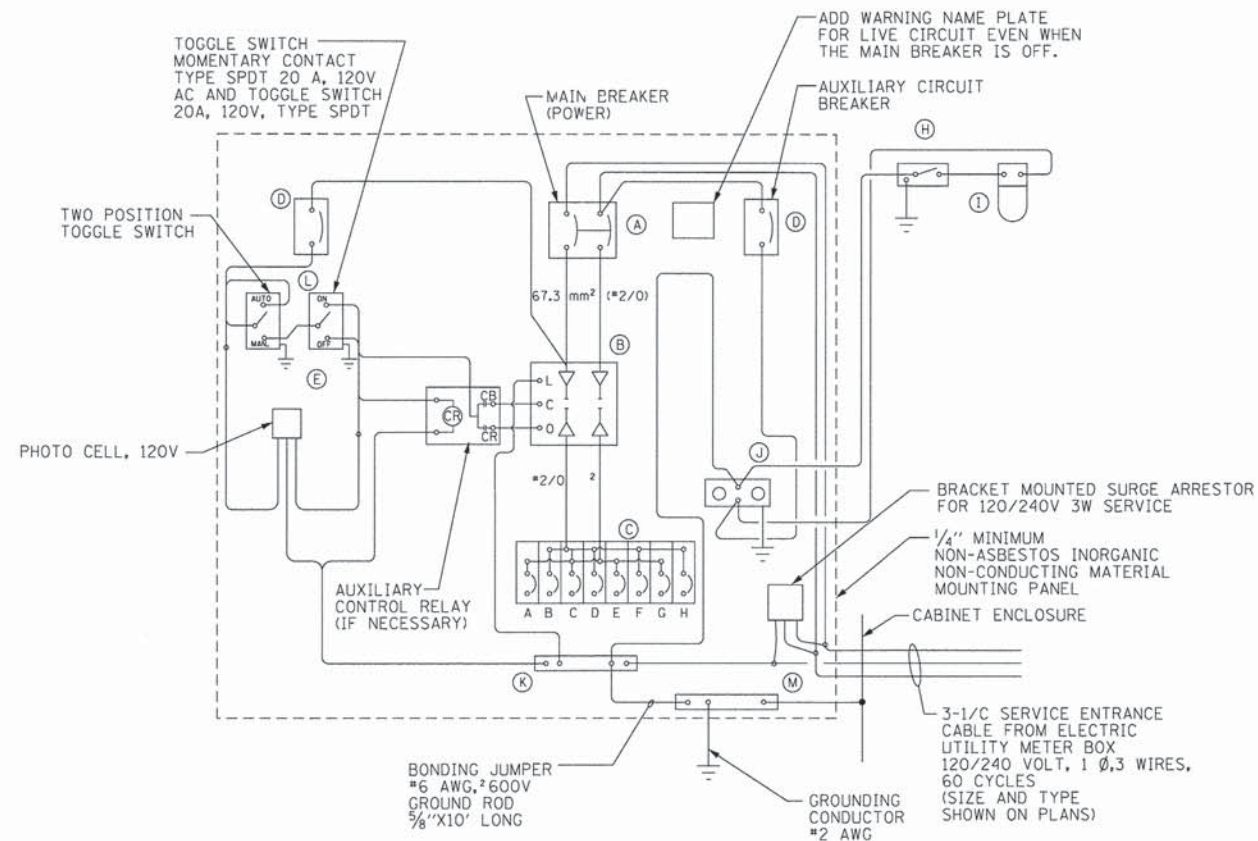 ADD WARNING NAME PLATE
FOR LIVE CIRCUIT EVEN WHEN
THE MAIN BREAKER IS OFF.
TOGGLE SWITCH
MOMENTARY CONTACT
TYPE SPDT 20 A, 120V
AC AND TOGGLE SWITCH
20A, 120V, TYPE SPDT
MAIN BREAKER
(POWER)
AUXILIARY CIRCUIT
BREAKER
H
D
TWO POSITION
TOGGLE SWITCH
A
D
I
L
AUTO
MAN.
ON
OFF
67.3 mm² (#2/0)
B
E
L
C
O
CB
CR
CR
PHOTO CELL, 120V
J
#2/0
2
BRACKET MOUNTED SURGE ARRESTOR
FOR 120/240V 3W SERVICE
C
1/4" MINIMUM
NON-ASBESTOS INORGANIC
NON-CONDUCTING MATERIAL
MOUNTING PANEL
AUXILIARY
CONTROL RELAY
(IF NECESSARY)
A B C D E F G H
CABINET ENCLOSURE
K
M
3-1/C SERVICE ENTRANCE
CABLE FROM ELECTRIC
UTILITY METER BOX
120/240 VOLT, 1 Ø,3 WIRES,
60 CYCLES
(SIZE AND TYPE
SHOWN ON PLANS)
BONDING JUMPER
#6 AWG,²600V
GROUND ROD
5/8"X10' LONG
GROUNDING
CONDUCTOR
#2 AWG